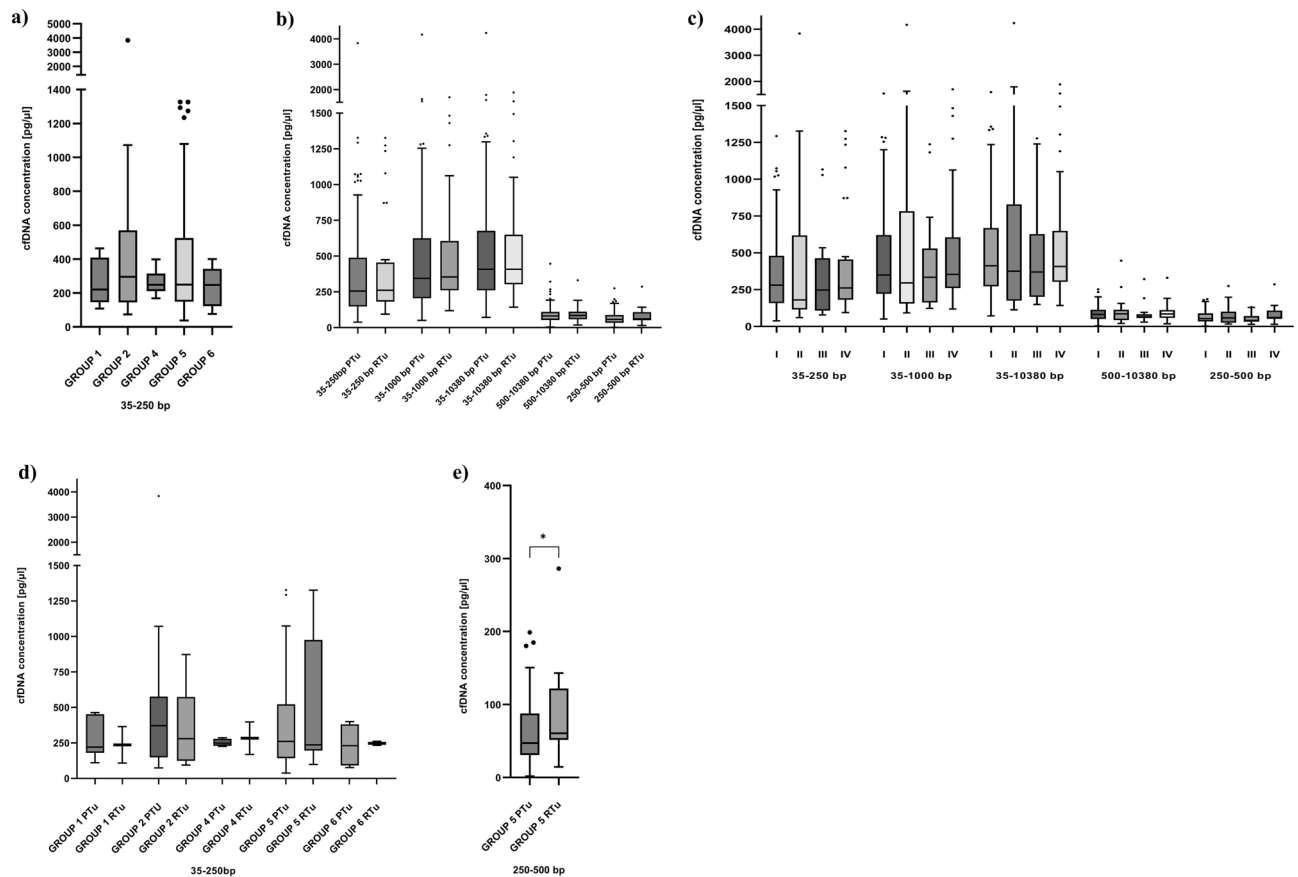 a)
cfDNA concentration [pg/µl]
5000
4000
3000
2000
1400
1200
1000
800
600
400
200
0
GROUP 1
GROUP 2
GROUP 4
GROUP 5
GROUP 6
35-250 bp
b)
cfDNA concentration [pg/µl]
4000
3000
2000
1500
1250
1000
750
500
250
0
35-250bp PTu
35-250 bp RTu
35-1000 bp PTu
35-1000 bp RTu
35-10380 bp PTu
35-10380 bp RTu
500-10380 bp PTu
500-10380 bp RTu
250-500 bp PTu
250-500 bp RTu
c)
cfDNA concentration [pg/µl]
4000
3000
2000
1500
1250
1000
750
500
250
0
I II III IV I II III IV I II III IV I II III IV I II III IV
35-250 bp 35-1000 bp 35-10380 bp 500-10380 bp 250-500 bp
d)
cfDNA concentration [pg/µl]
4000
3000
2000
1500
1250
1000
750
500
250
0
GROUP 1 PTu
GROUP 1 RTu
GROUP 2 PTU
GROUP 2 RTu
GROUP 4 PTu
GROUP 4 RTu
GROUP 5 PTu
GROUP 5 RTu
GROUP 6 PTu
GROUP 6 RTu
35-250bp
e)
cfDNA concentration [pg/µl]
400
300
200
100
0
*
GROUP 5 PTu
GROUP 5 RTu
250-500 bp